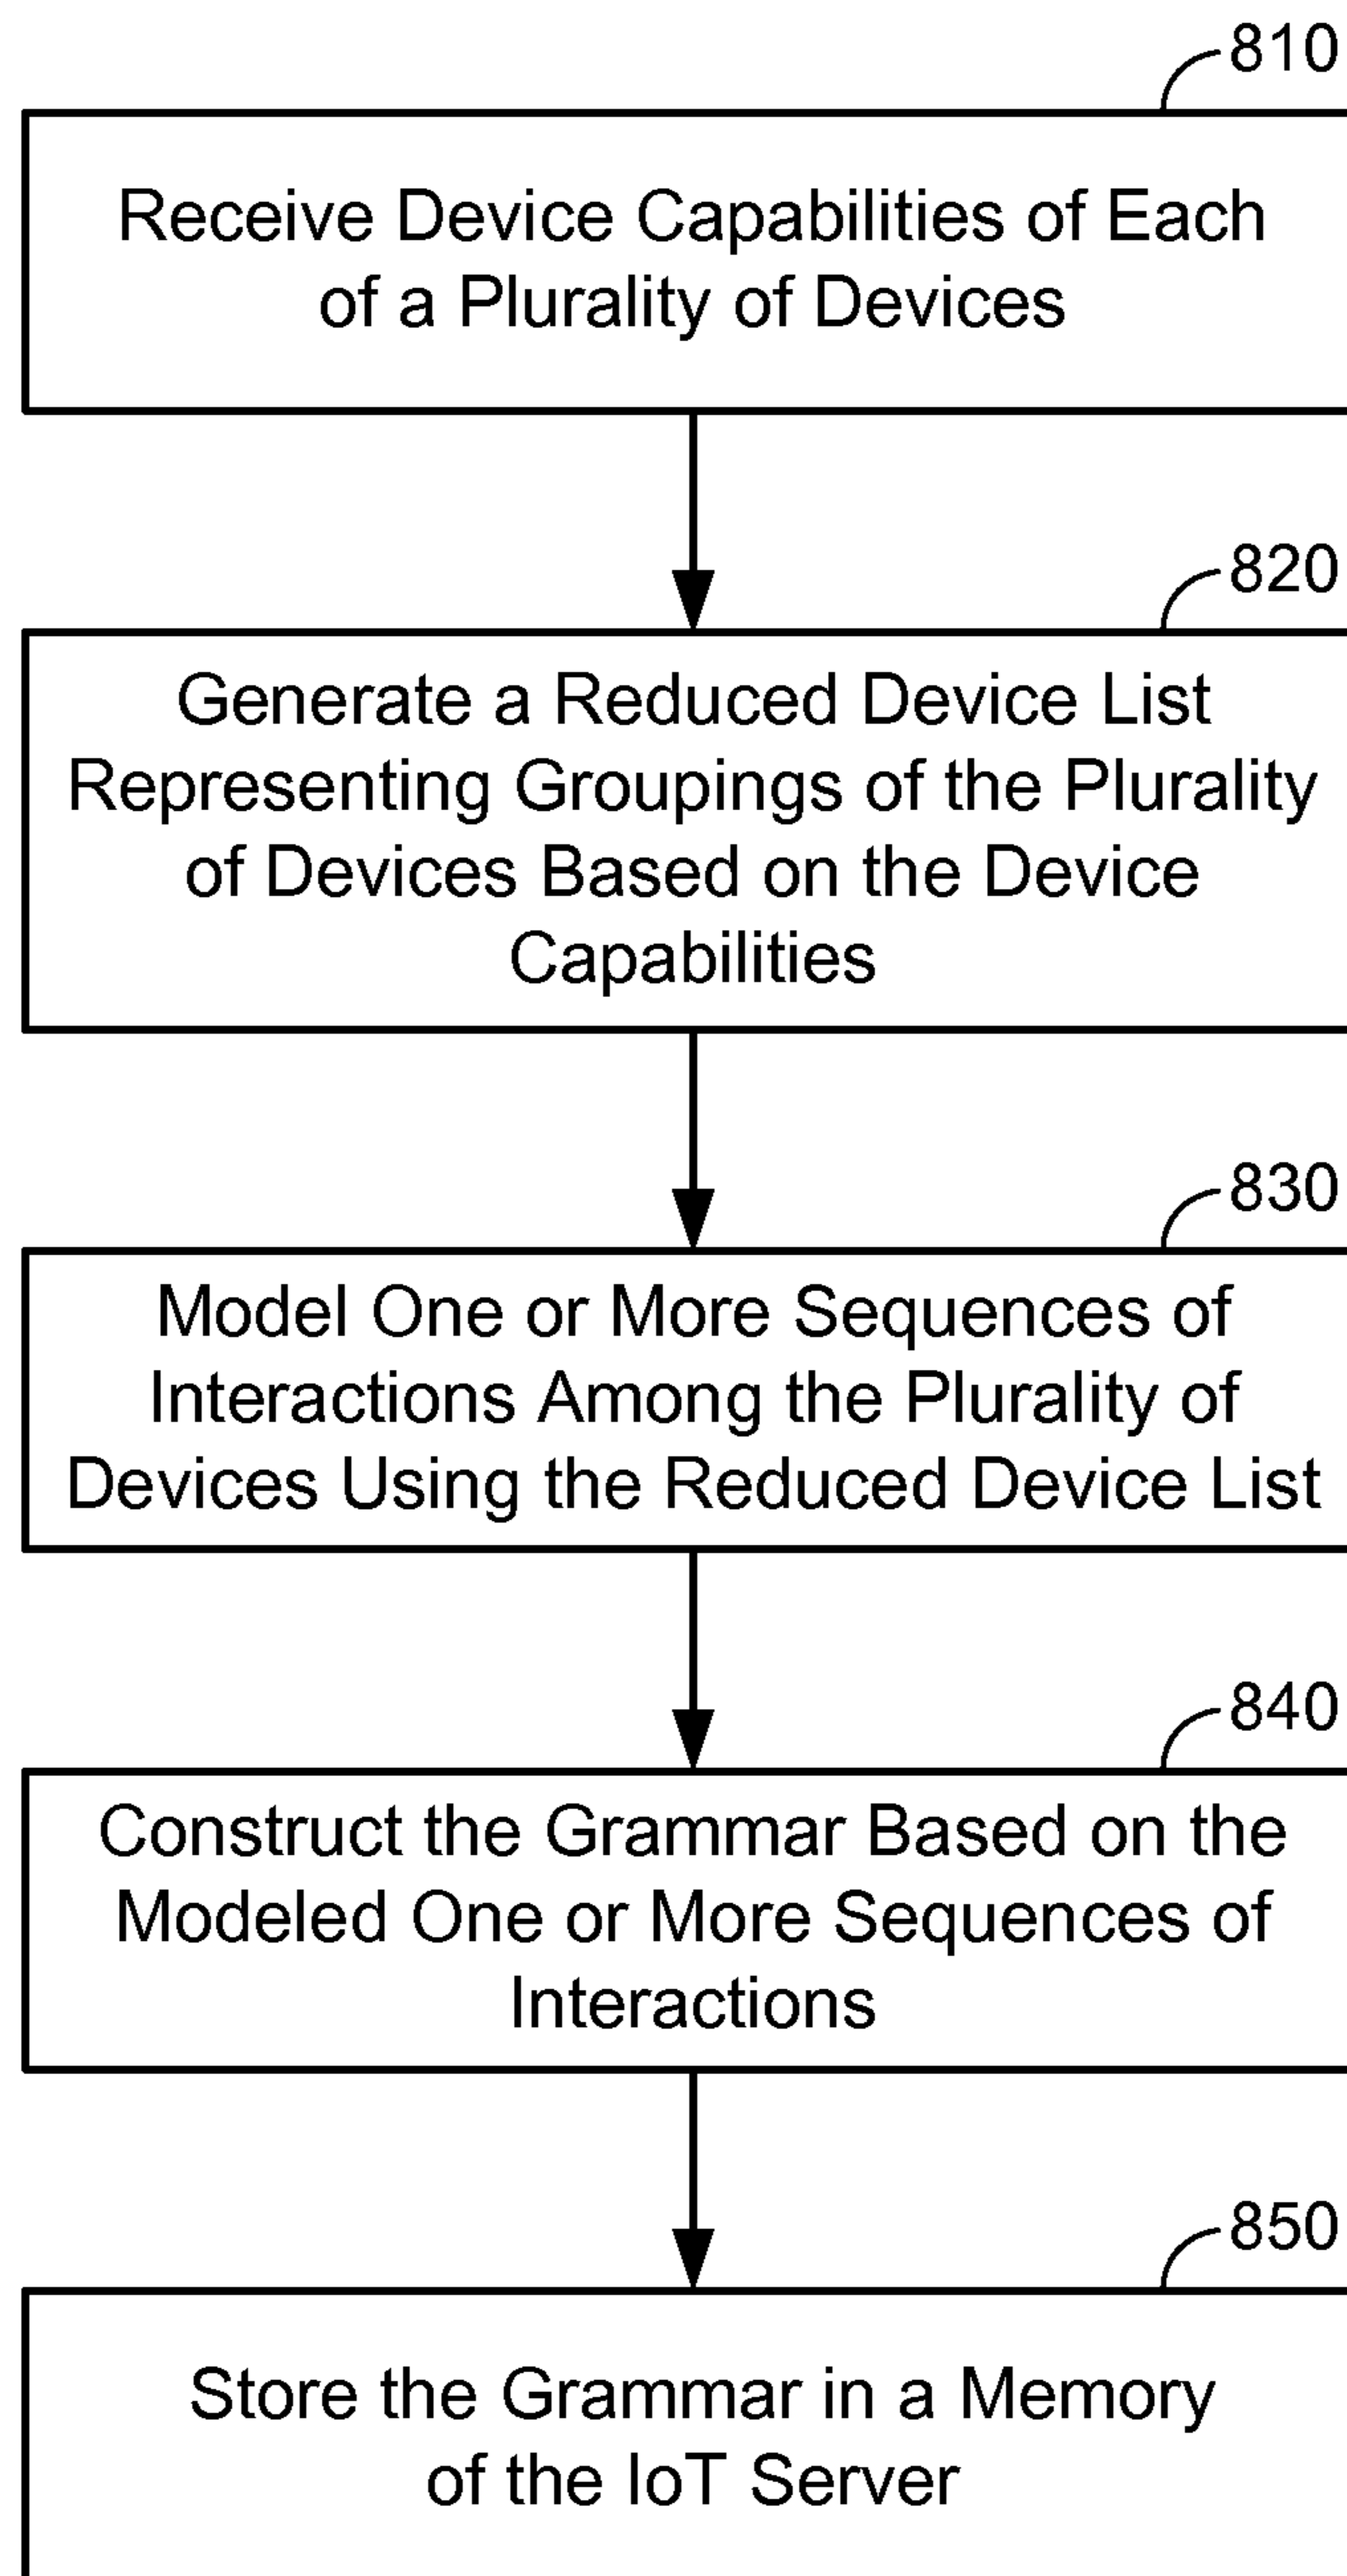 810
Receive Device Capabilities of Each
of a Plurality of Devices
820
Generate a Reduced Device List
Representing Groupings of the Plurality
of Devices Based on the Device
Capabilities
830
Model One or More Sequences of
Interactions Among the Plurality of
Devices Using the Reduced Device List
840
Construct the Grammar Based on the
Modeled One or More Sequences of
Interactions
850
Store the Grammar in a Memory
of the IoT Server